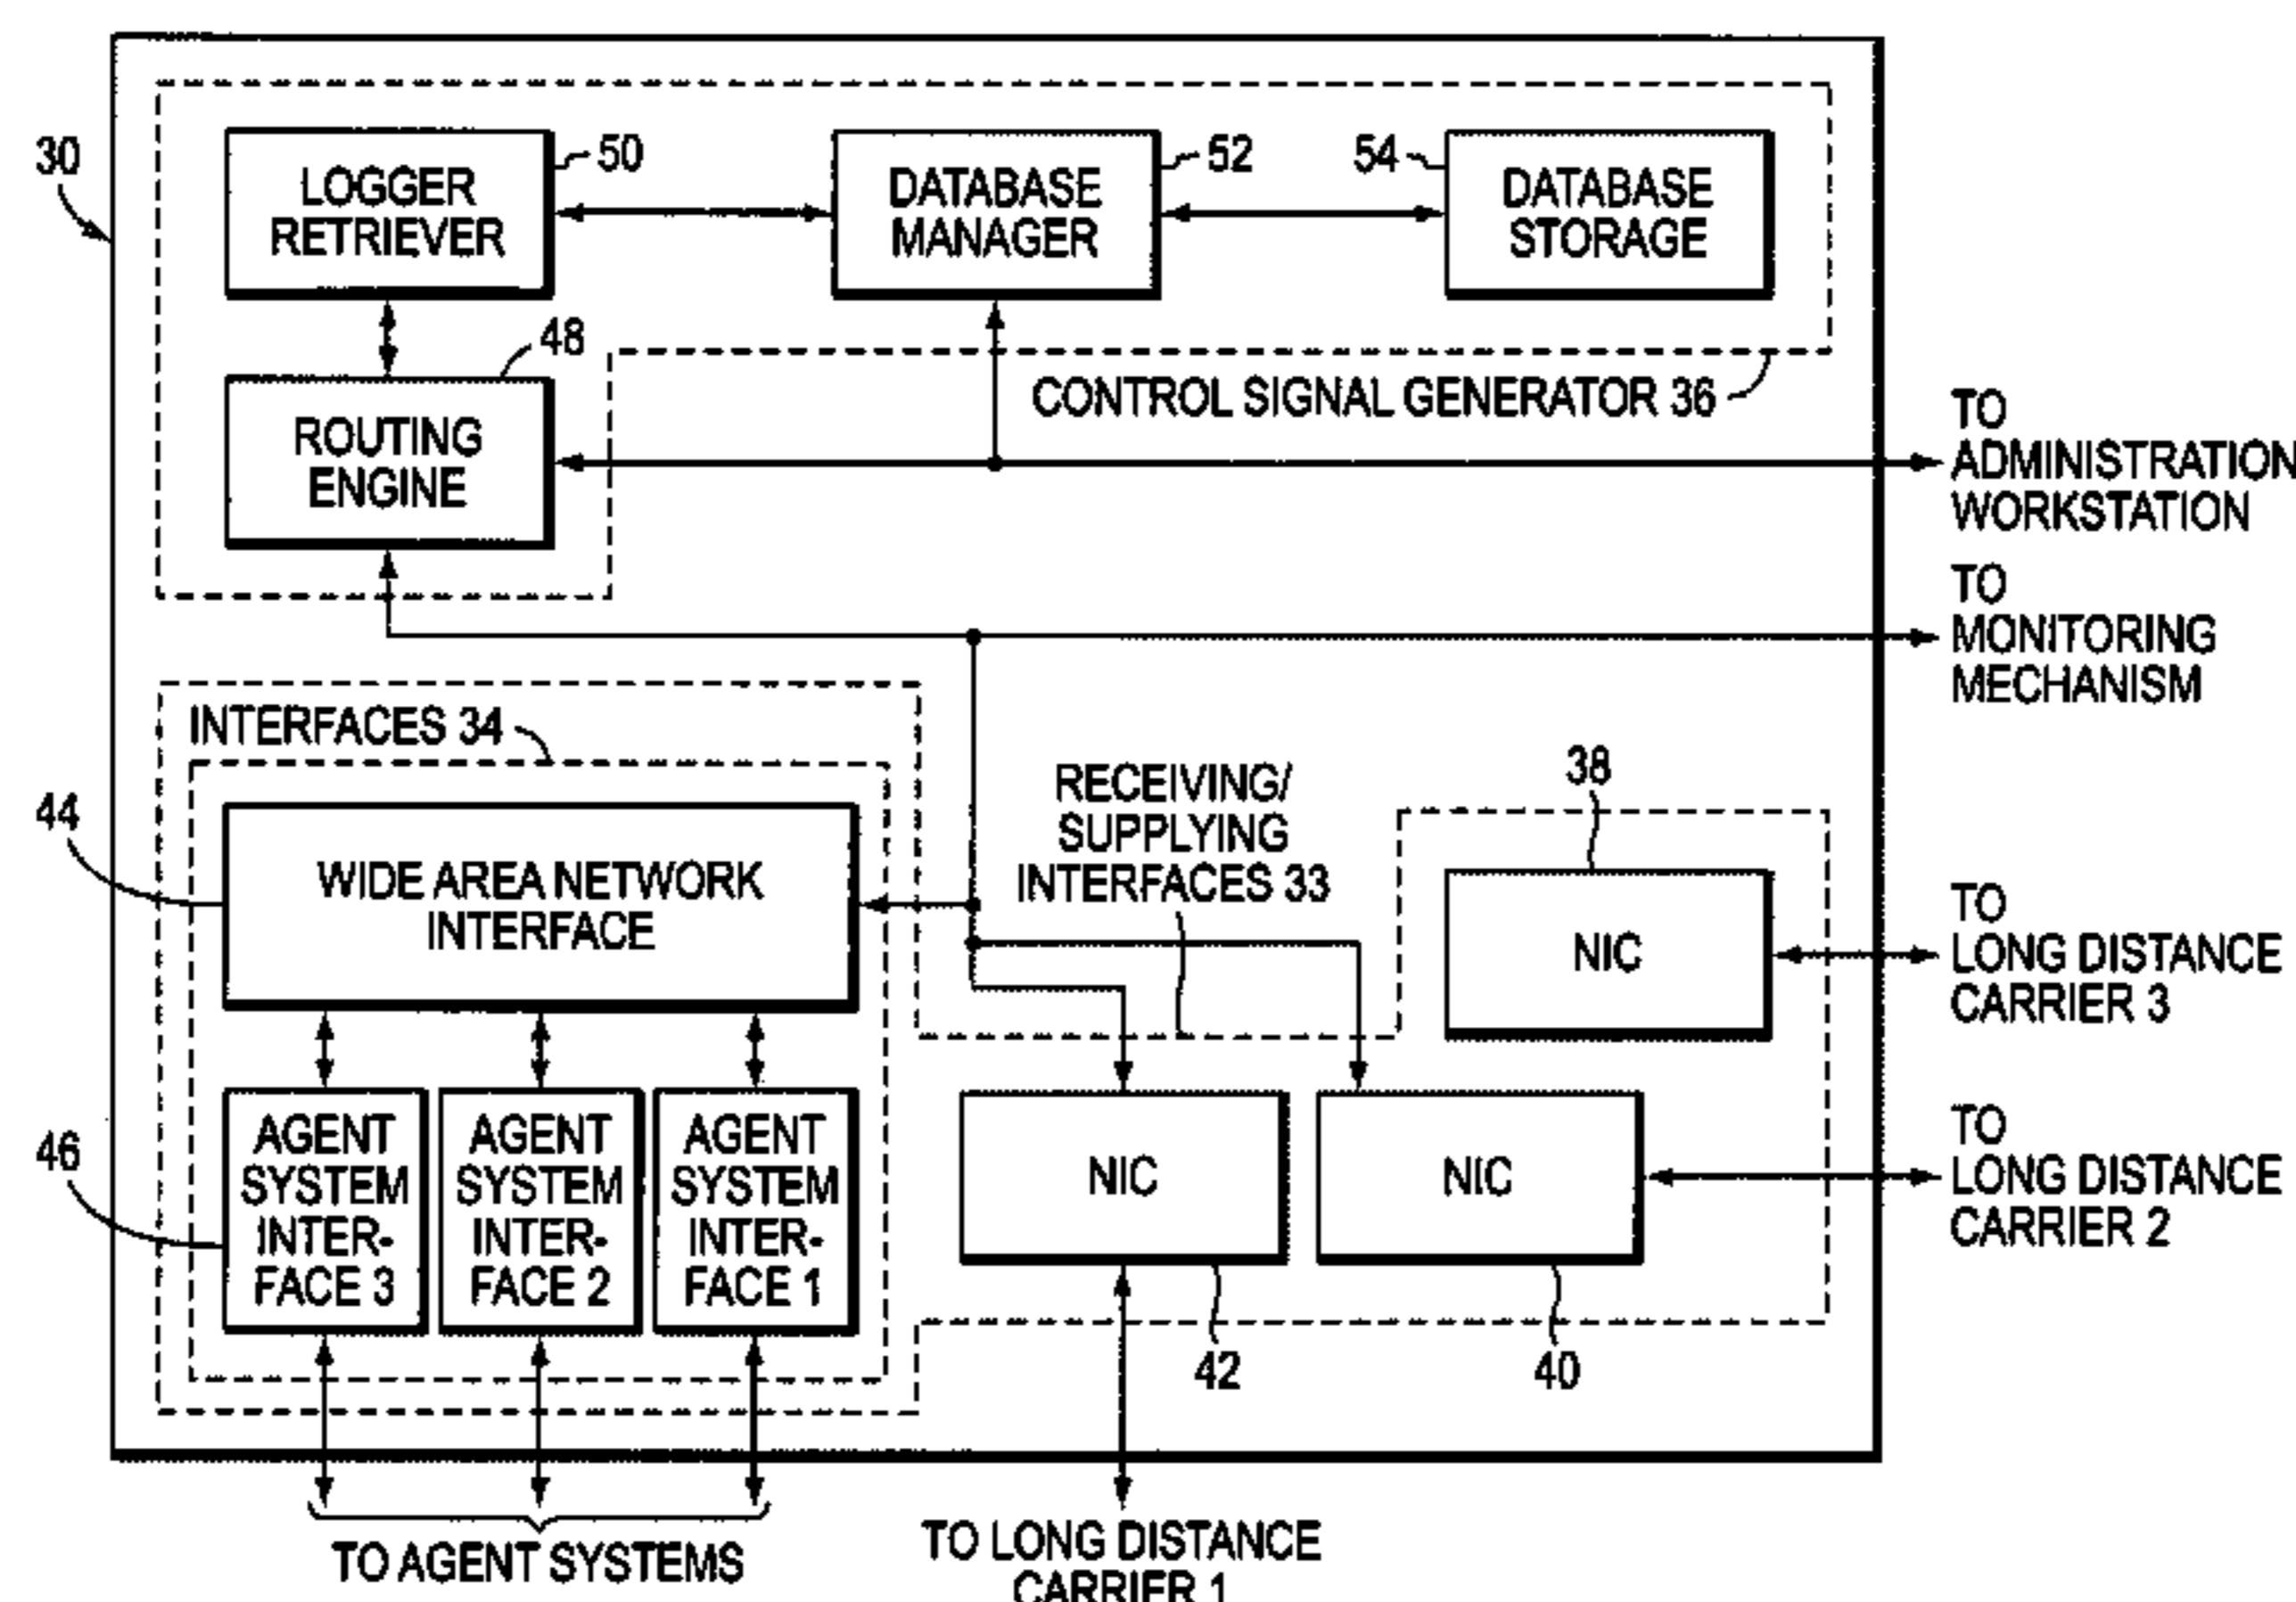 30
LOGGER
RETRIEVER
50
DATABASE
MANAGER
52
54
DATABASE
STORAGE
48
ROUTING
ENGINE
CONTROL SIGNAL GENERATOR 36
TO
ADMINISTRATION
WORKSTATION
TO
MONITORING
MECHANISM
INTERFACES 34
44
WIDE AREA NETWORK
INTERFACE
RECEIVING/
SUPPLYING
INTERFACES 33
38
NIC
TO
LONG DISTANCE
CARRIER 3
46
AGENT
SYSTEM
INTER-
FACE 3
AGENT
SYSTEM
INTER-
FACE 2
AGENT
SYSTEM
INTER-
FACE 1
NIC
NIC
TO
LONG DISTANCE
CARRIER 2
42
40
TO AGENT SYSTEMS
TO LONG DISTANCE
CARRIER 1